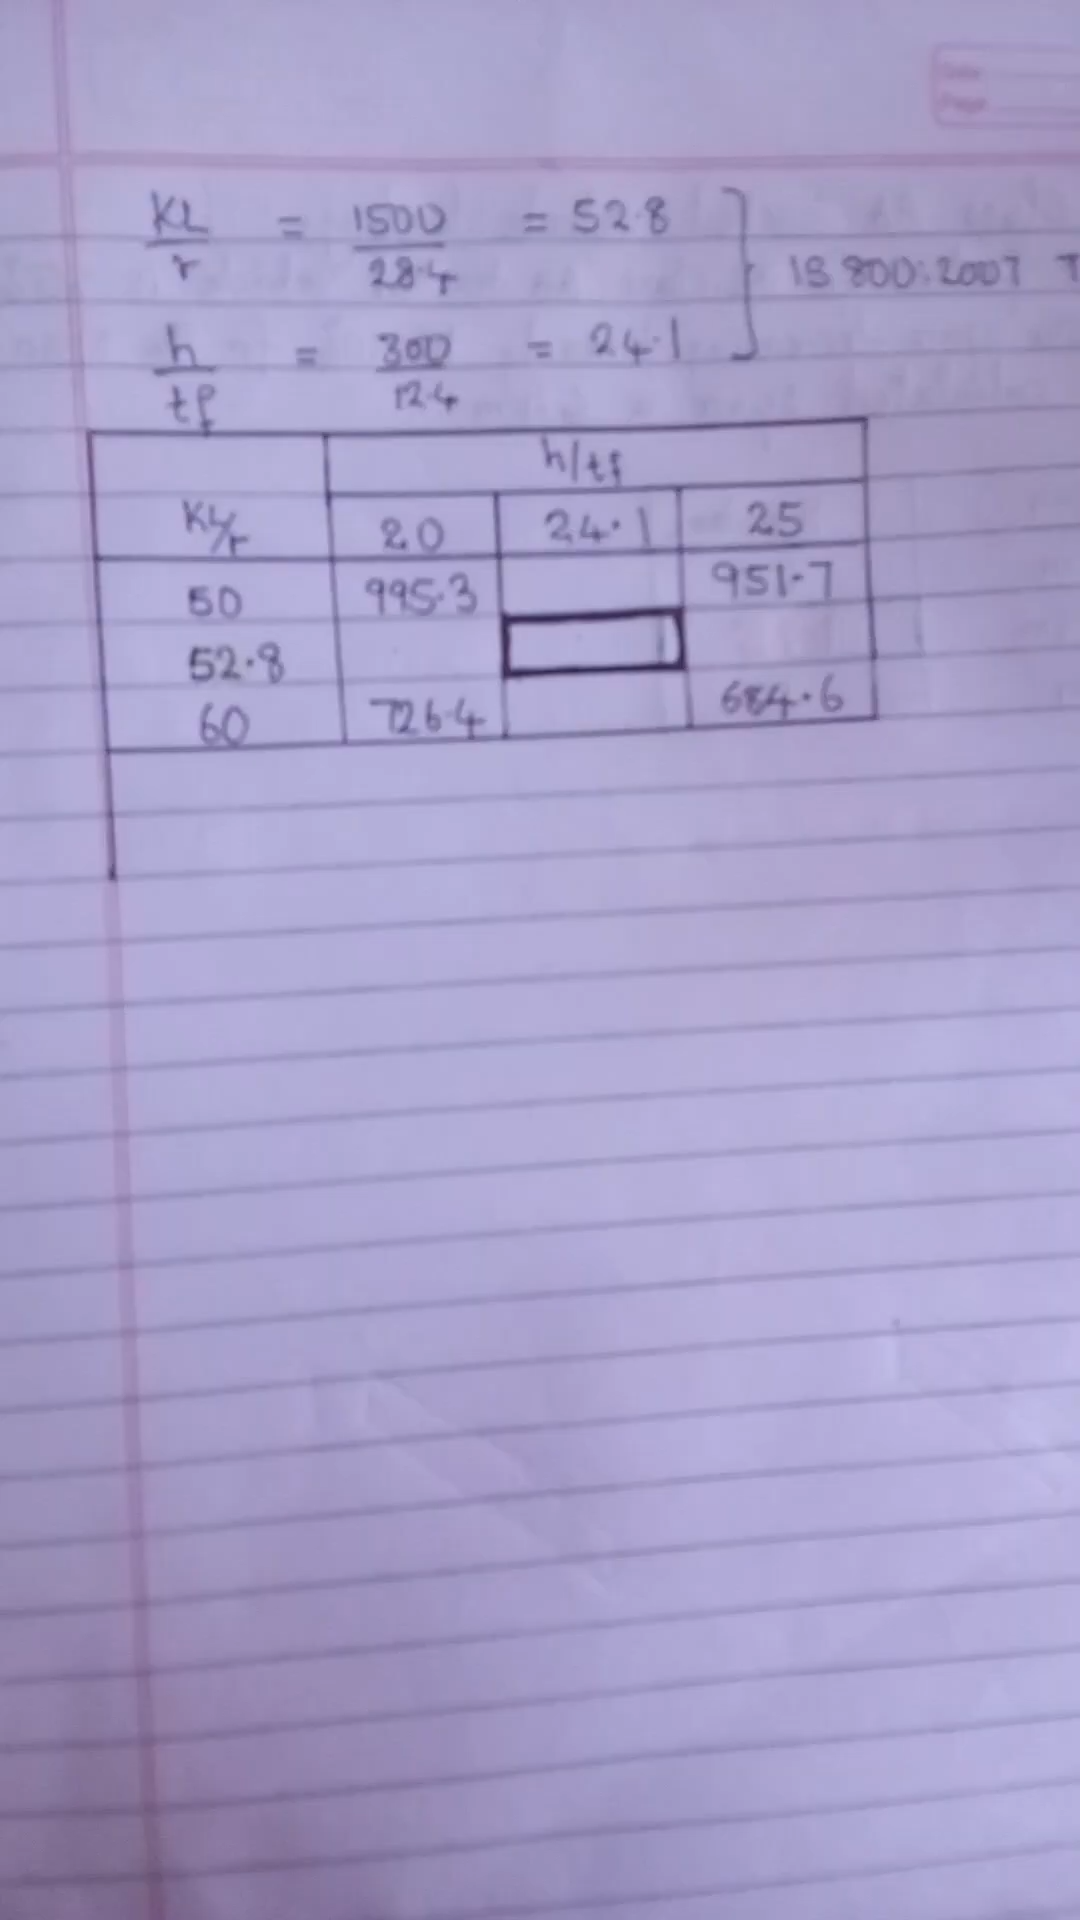 KL/r = 1500/28.4 = 52.8
IS 800:2007 T
h/tf = 300/12.4 = 24.1
h/tf
KL/r 20 24.1 25
50 995.3 951.7
52.8
60 726.4 684.6